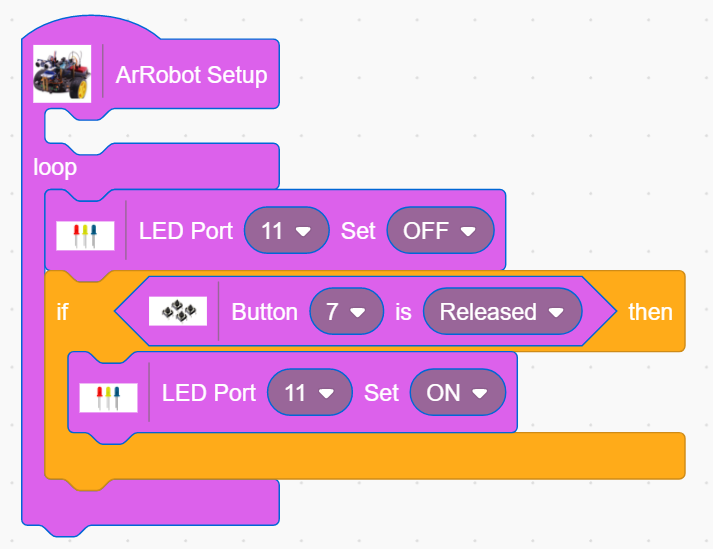 ArRobot Setup
loop
LED Port 11 Set OFF
if Button 7 is Released then
LED Port 11 Set ON